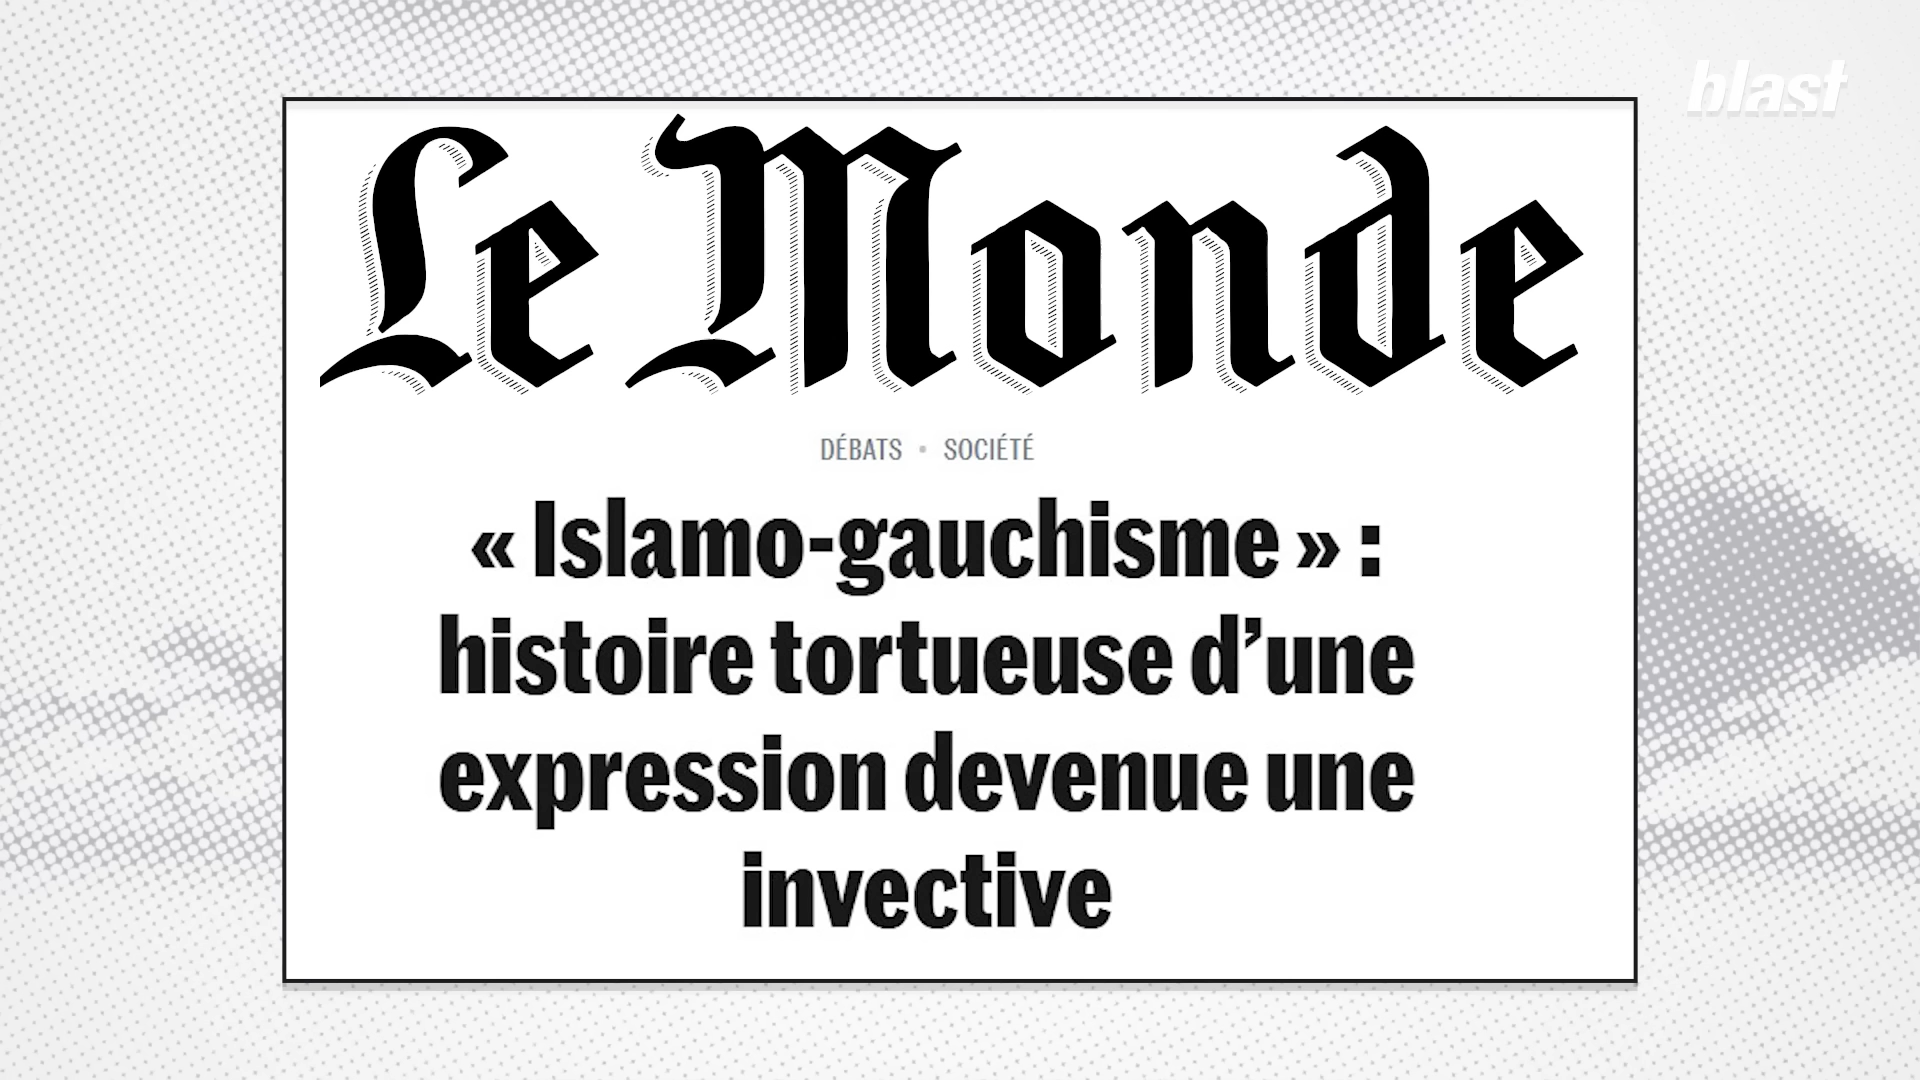 blast
Le Monde
DÉBATS • SOCIÉTÉ
« Islamo-gauchisme » :
histoire tortueuse d’une
expression devenue une
invective